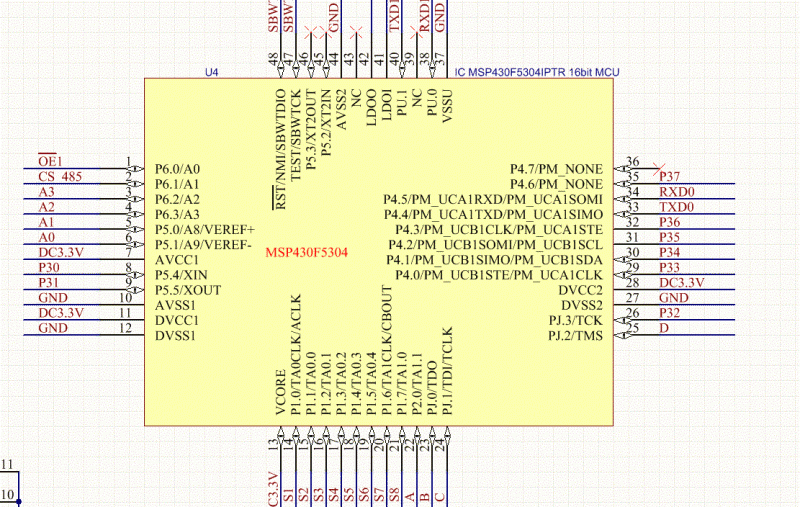 SBW
SBW
GND
TXD1
RXD1
GND
48
47
46
45
44
43
42
41
40
39
38
37
U4
IC MSP430F5304IPTR 16bit MCU
RST/NMI/SBWTDIO
TEST/SBWTCK
P5.3/XT2OUT
P5.2/XT2IN
AVSS2
NC
LDOO
LDOI
PU.1
NC
PU.0
VSSU
OE1 1 P6.0/A0
CS_485 2 P6.1/A1
A3 3 P6.2/A2
A2 4 P6.3/A3
A1 5 P5.0/A8/VEREF+
A0 6 P5.1/A9/VEREF-
DC3.3V 7 AVCC1
P30 8 P5.4/XIN
P31 9 P5.5/XOUT
GND 10 AVSS1
DC3.3V 11 DVCC1
GND 12 DVSS1
MSP430F5304
P4.7/PM_NONE 36
P4.6/PM_NONE 35 P37
P4.5/PM_UCA1RXD/PM_UCA1SOMI 34 RXD0
P4.4/PM_UCA1TXD/PM_UCA1SIMO 33 TXD0
P4.3/PM_UCB1CLK/PM_UCA1STE 32 P36
P4.2/PM_UCB1SOMI/PM_UCB1SCL 31 P35
P4.1/PM_UCB1SIMO/PM_UCB1SDA 30 P34
P4.0/PM_UCB1STE/PM_UCA1CLK 29 P33
DVCC2 28 DC3.3V
DVSS2 27 GND
PJ.3/TCK 26 P32
PJ.2/TMS 25 D
VCORE
P1.0/TA0CLK/ACLK
P1.1/TA0.0
P1.2/TA0.1
P1.3/TA0.2
P1.4/TA0.3
P1.5/TA0.4
P1.6/TA1CLK/CBOUT
P1.7/TA1.0
P2.0/TA1.1
PJ.0/TDO
PJ.1/TDI/TCLK
13
14
15
16
17
18
19
20
21
22
23
24
C3.3V
S1
S2
S3
S4
S5
S6
S7
S8
A
B
C
11
10